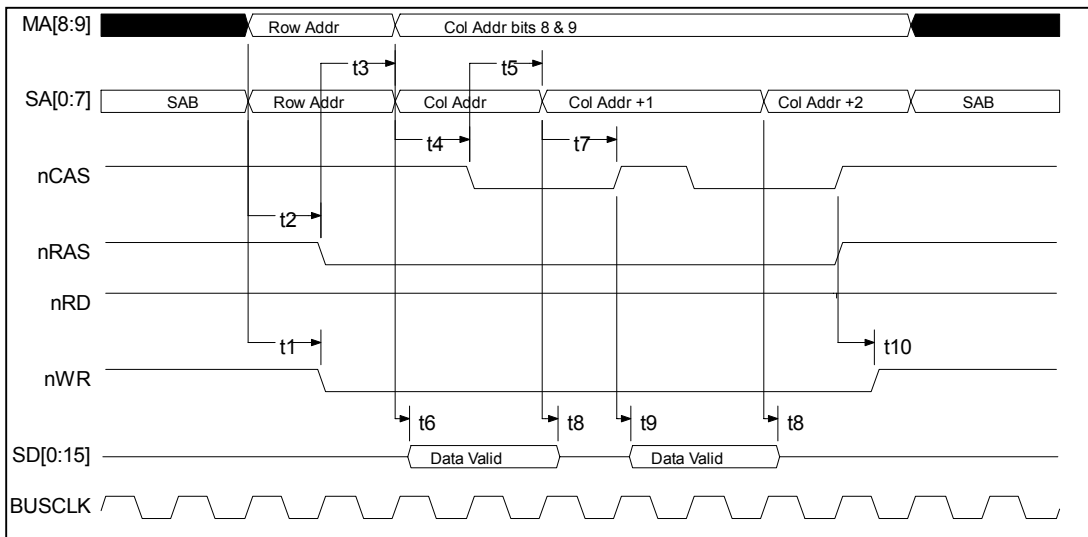 MA[8:9] Row Addr Col Addr bits 8 & 9
t3 t5
SA[0:7] SAB Row Addr Col Addr Col Addr +1 Col Addr +2 SAB
t4 t7
nCAS
t2
nRAS
nRD
t1 t10
nWR
t6 t8 t9 t8
SD[0:15] Data Valid Data Valid
BUSCLK